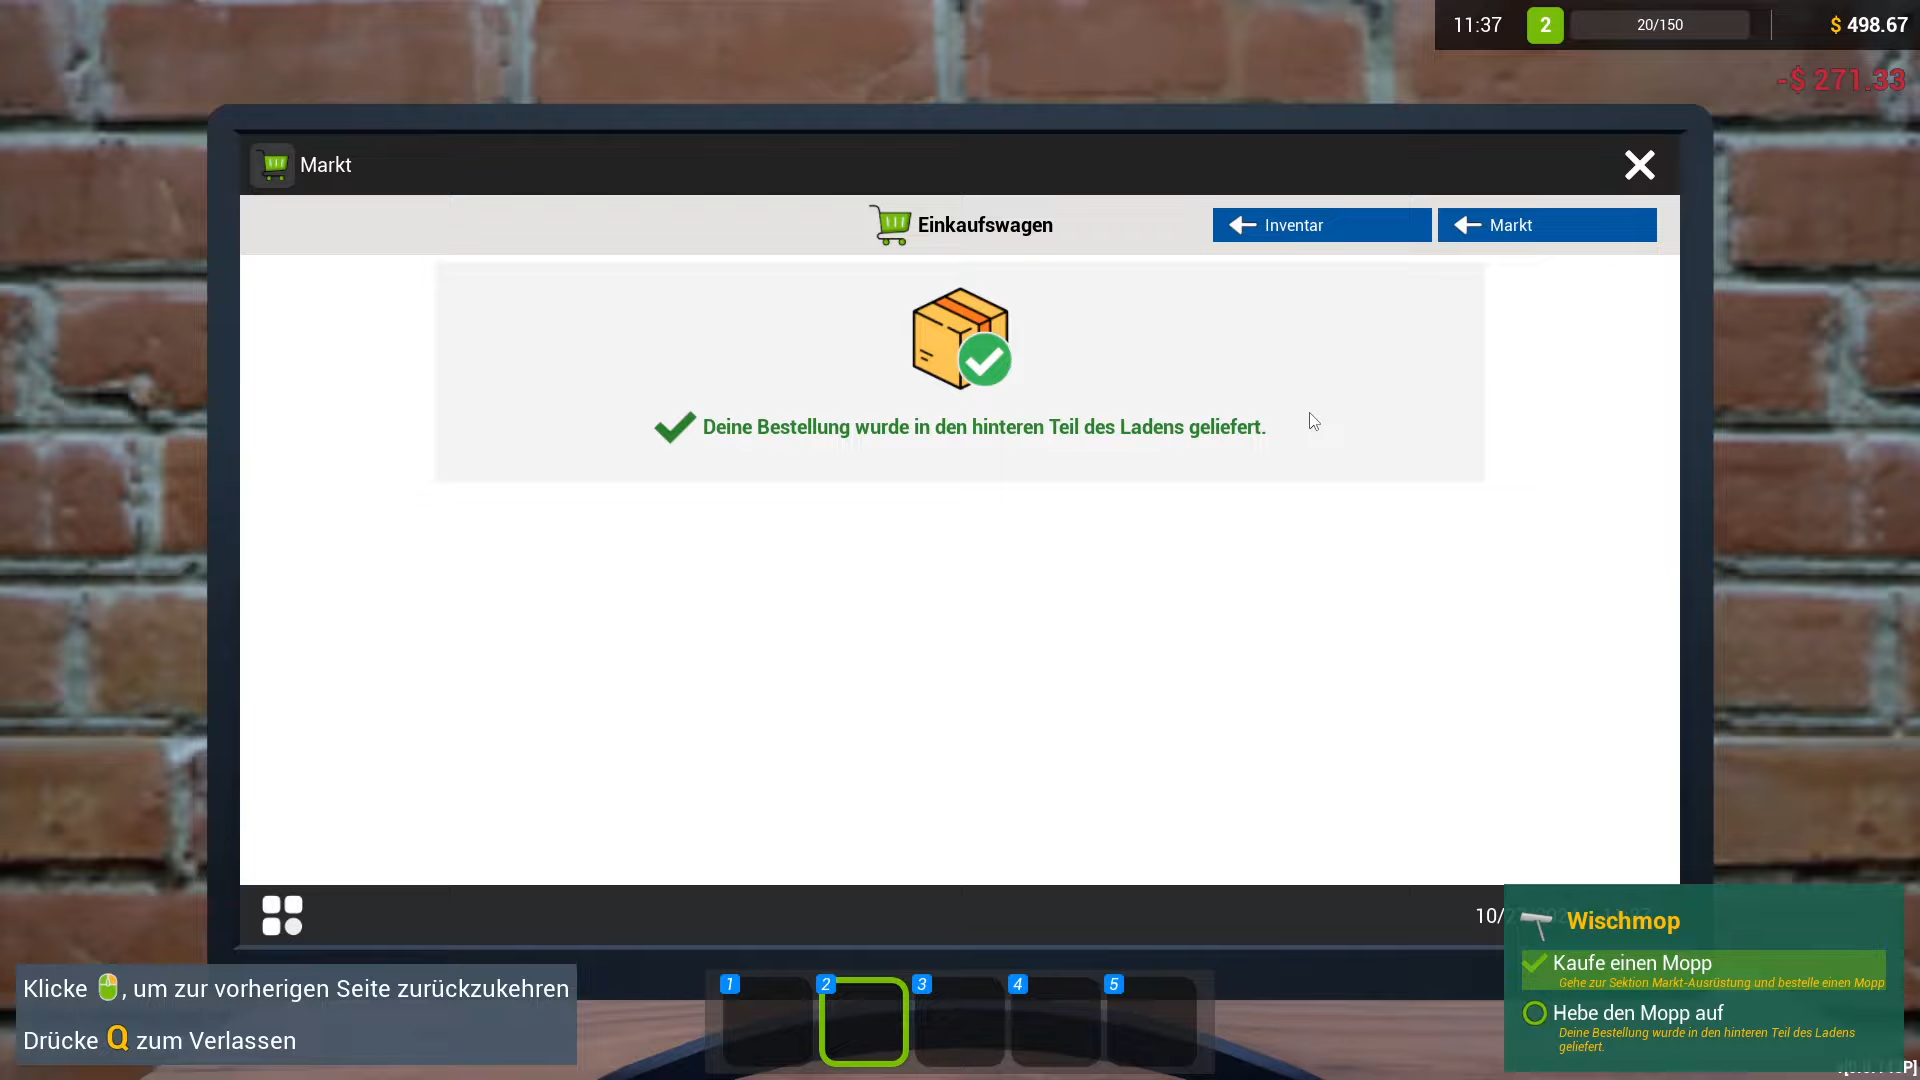 11:37
2
20/150
$ 498.67
-$ 271.33
Markt
Einkaufswagen
Inventar
Markt
Deine Bestellung wurde in den hinteren Teil des Ladens geliefert.
10/
Wischmop
Kaufe einen Mopp
Gehe zur Sektion Markt-Ausrüstung und bestelle einen Mopp
Hebe den Mopp auf
Deine Bestellung wurde in den hinteren Teil des Ladens
geliefert.
Klicke , um zur vorherigen Seite zurückzukehren
Drücke Q zum Verlassen
1
2
3
4
5